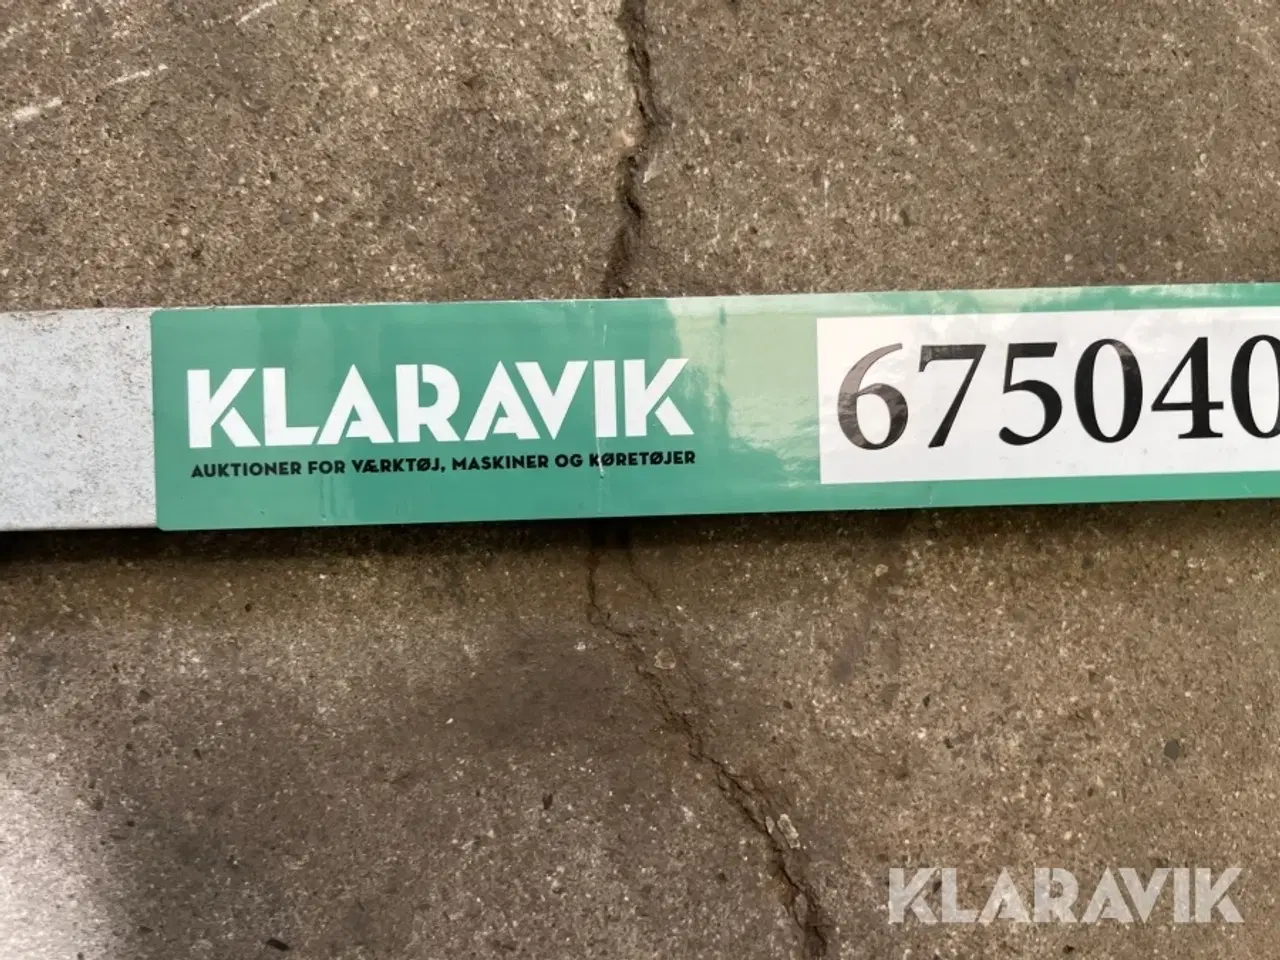 KLARAVIK
AUKTIONER FOR VÆRKTØJ, MASKINER OG KØRETØJER
675040
KLARAVIK